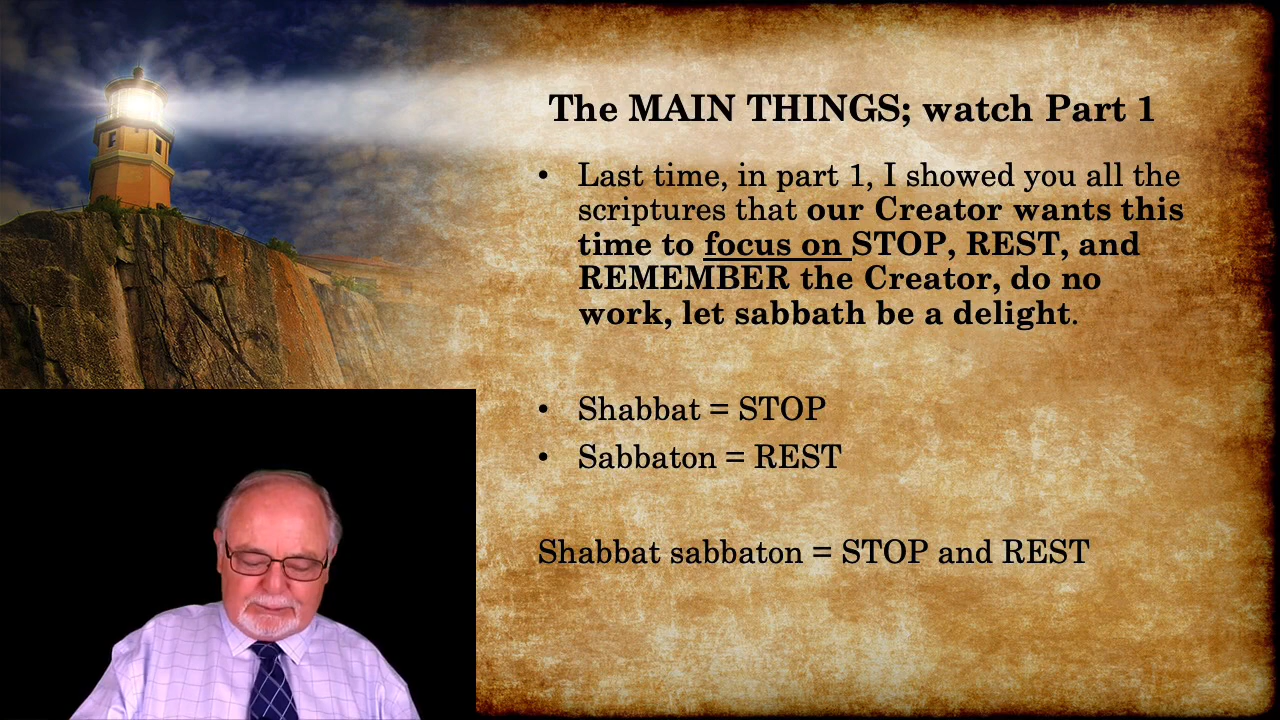 The MAIN THINGS; watch Part 1
• Last time, in part 1, I showed you all the
scriptures that our Creator wants this
time to focus on STOP, REST, and
REMEMBER the Creator, do no
work, let sabbath be a delight.
• Shabbat = STOP
• Sabbaton = REST
Shabbat sabbaton = STOP and REST